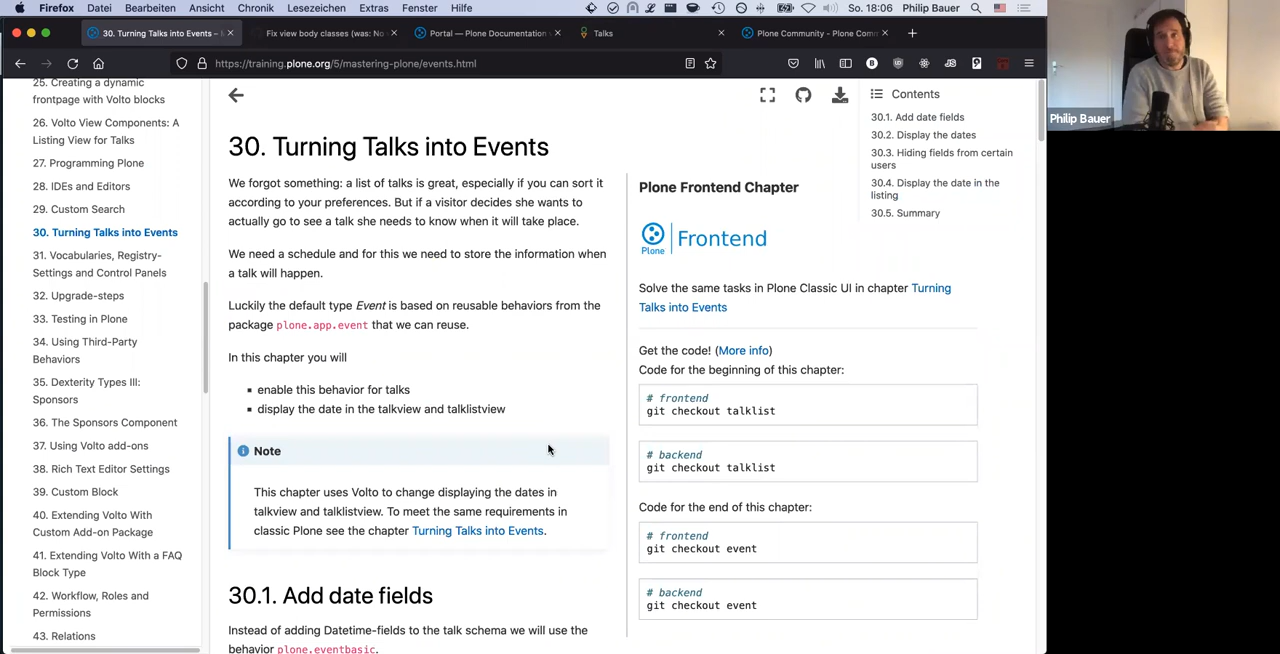 Firefox Datei Bearbeiten Ansicht Chronik Lesezeichen Extras Fenster Hilfe So. 18:06 Philip Bauer
30. Turning Talks into Events –
Fix view body classes (was: No
Portal — Plone Documentation
Talks
Plone Community - Plone Com
https://training.plone.org/5/mastering-plone/events.html
25. Creating a dynamic
frontpage with Volto blocks
26. Volto View Components: A
Listing View for Talks
27. Programming Plone
28. IDEs and Editors
29. Custom Search
30. Turning Talks into Events
31. Vocabularies, Registry-
Settings and Control Panels
32. Upgrade-steps
33. Testing in Plone
34. Using Third-Party
Behaviors
35. Dexterity Types III:
Sponsors
36. The Sponsors Component
37. Using Volto add-ons
38. Rich Text Editor Settings
39. Custom Block
40. Extending Volto With
Custom Add-on Package
41. Extending Volto With a FAQ
Block Type
42. Workflow, Roles and
Permissions
43. Relations
30. Turning Talks into Events
We forgot something: a list of talks is great, especially if you can sort it
according to your preferences. But if a visitor decides she wants to
actually go to see a talk she needs to know when it will take place.
We need a schedule and for this we need to store the information when
a talk will happen.
Luckily the default type Event is based on reusable behaviors from the
package plone.app.event that we can reuse.
In this chapter you will
enable this behavior for talks
display the date in the talkview and talklistview
Note
This chapter uses Volto to change displaying the dates in
talkview and talklistview. To meet the same requirements in
classic Plone see the chapter Turning Talks into Events.
30.1. Add date fields
Instead of adding Datetime-fields to the talk schema we will use the
behavior plone.eventbasic.
Plone Frontend Chapter
Plone
Frontend
Solve the same tasks in Plone Classic UI in chapter Turning
Talks into Events
Get the code! (More info)
Code for the beginning of this chapter:
# frontend
git checkout talklist
# backend
git checkout talklist
Code for the end of this chapter:
# frontend
git checkout event
# backend
git checkout event
Contents
30.1. Add date fields
30.2. Display the dates
30.3. Hiding fields from certain
users
30.4. Display the date in the
listing
30.5. Summary
Philip Bauer